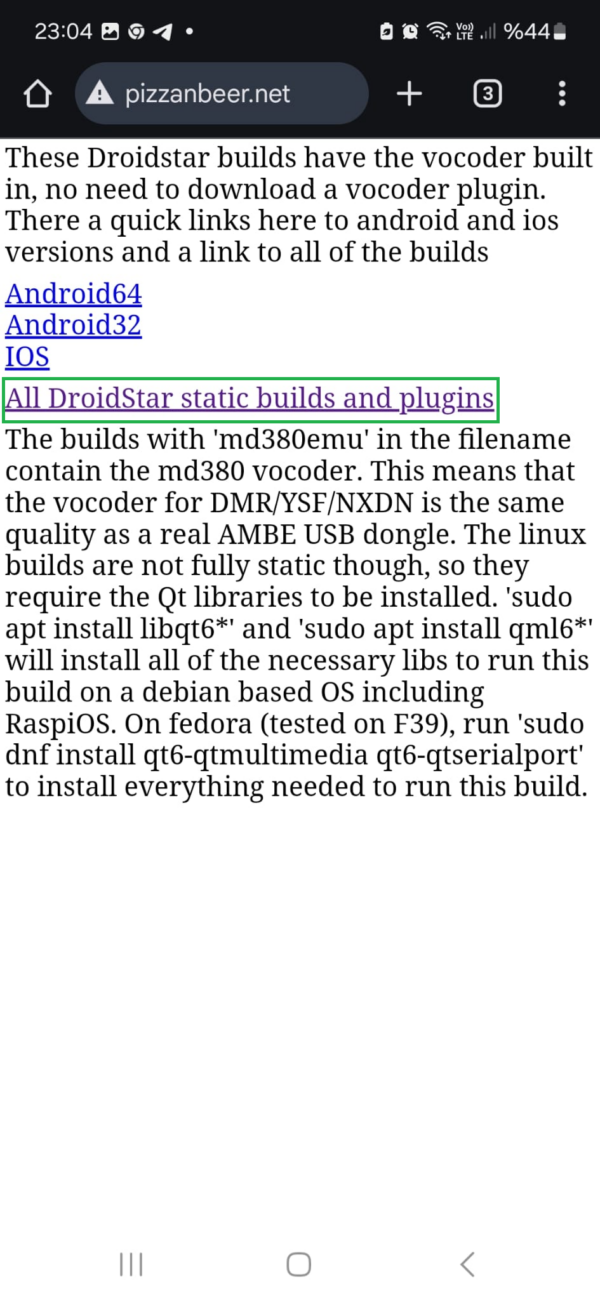 23:04 Vo) LTE %44
pizzanbeer.net 3
These Droidstar builds have the vocoder built
in, no need to download a vocoder plugin.
There a quick links here to android and ios
versions and a link to all of the builds
Android64
Android32
IOS
All DroidStar static builds and plugins
The builds with 'md380emu' in the filename
contain the md380 vocoder. This means that
the vocoder for DMR/YSF/NXDN is the same
quality as a real AMBE USB dongle. The linux
builds are not fully static though, so they
require the Qt libraries to be installed. 'sudo
apt install libqt6*' and 'sudo apt install qml6*'
will install all of the necessary libs to run this
build on a debian based OS including
RaspiOS. On fedora (tested on F39), run 'sudo
dnf install qt6-qtmultimedia qt6-qtserialport'
to install everything needed to run this build.